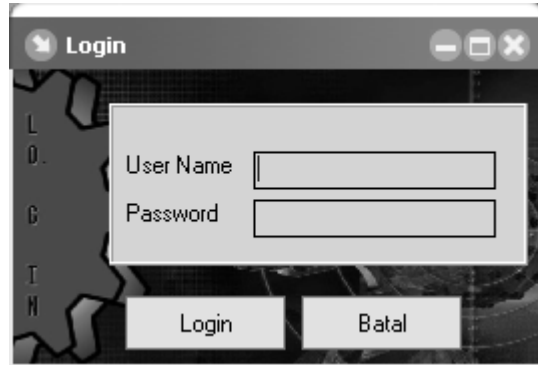 Login
L
O.
G
I
N
User Name
Password
Login
Batal